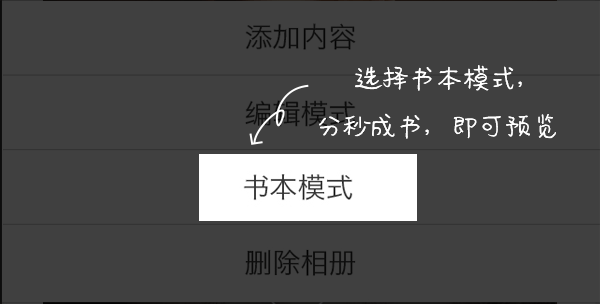 添加内容
选择书本模式，
编辑模式
分秒成书，即可预览
书本模式
删除相册